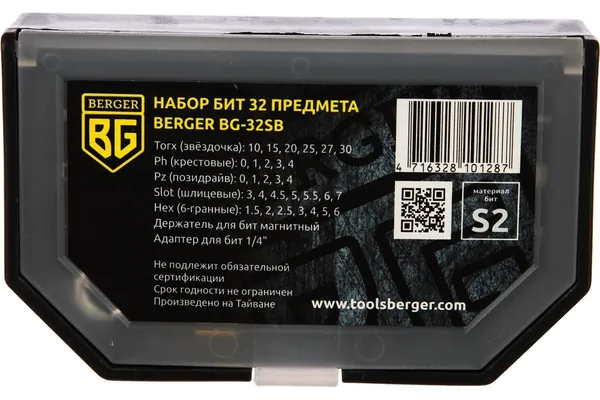 BERGER
BG
НАБОР БИТ 32 ПРЕДМЕТА
BERGER BG-32SB
Torx (звёздочка): 10, 15, 20, 25, 27, 30
Ph (крестовые): 0, 1, 2, 3, 4
Pz (позидрайв): 0, 1, 2, 3, 4
Slot (шлицевые): 3, 4, 4.5, 5, 5.5, 6, 7
Hex (6-гранные): 1.5, 2, 2.5, 3, 4, 5, 6
Держатель для бит магнитный
Адаптер для бит 1/4"
Не подлежит обязательной
сертификации
Срок годности не ограничен
Произведено на Тайване
4 716328 101287
материал
бит
S2
www.toolsberger.com